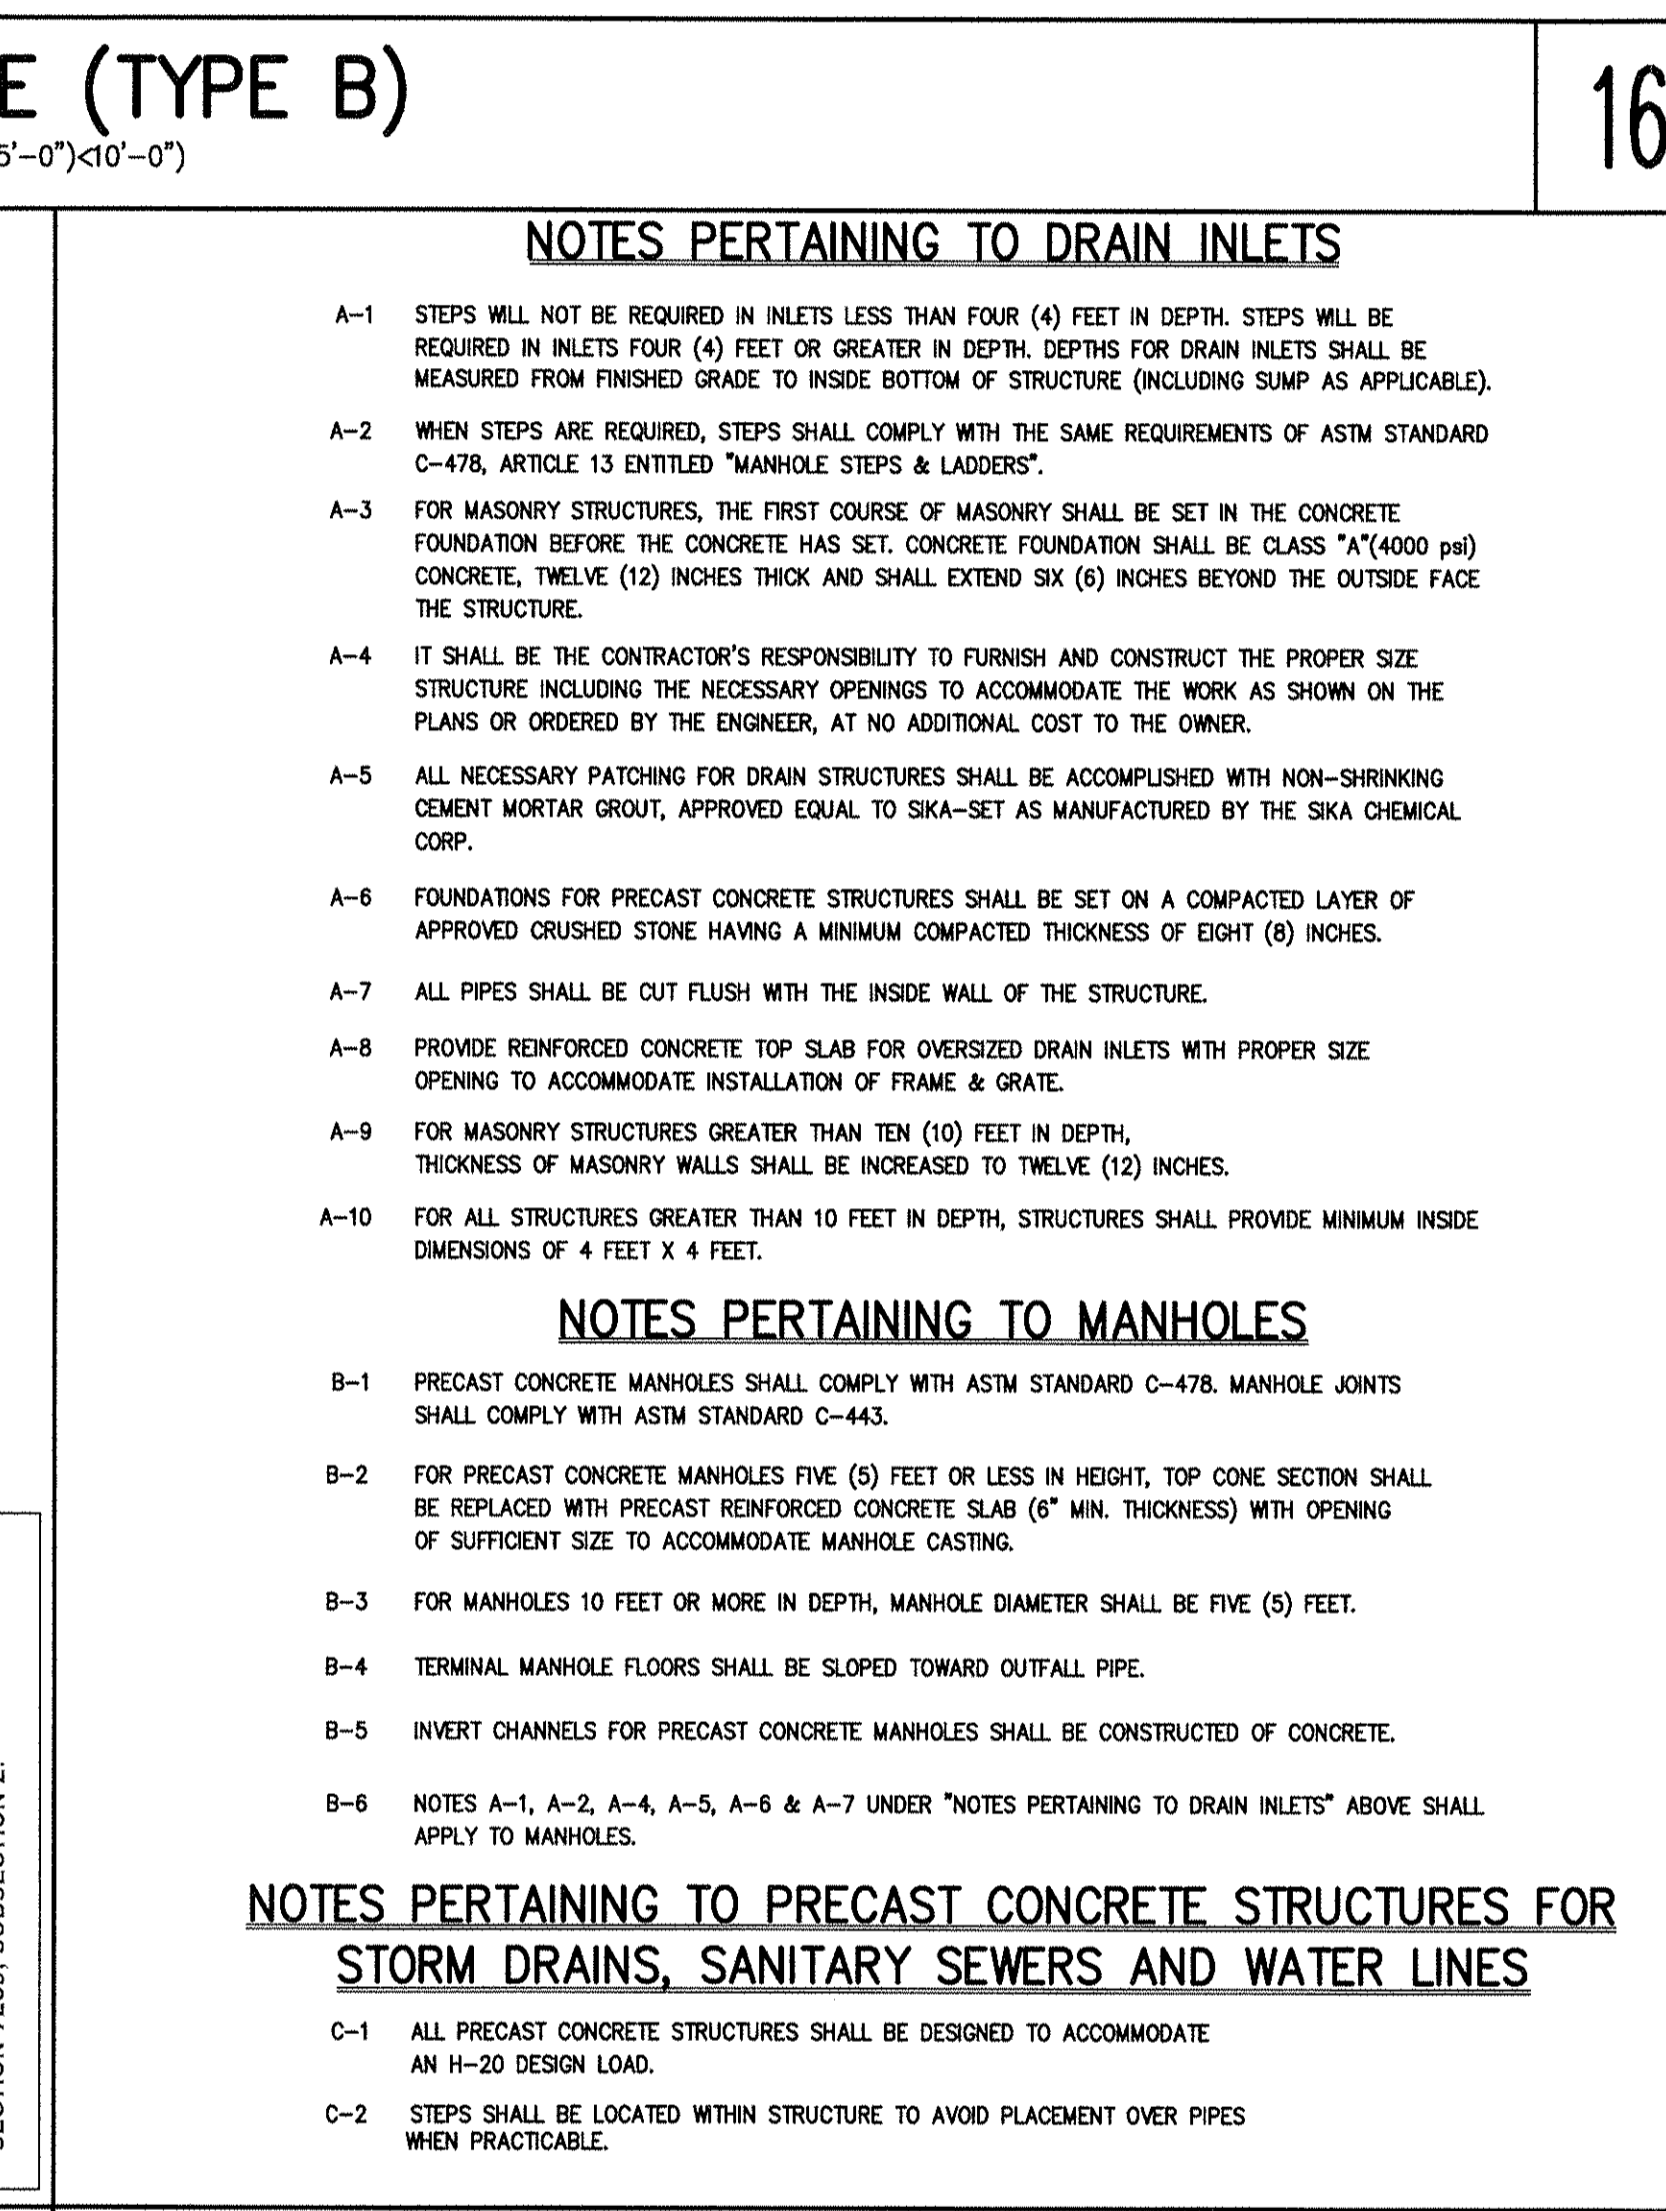 E (TYPE B)
5'-0")<10'-0")
16
NOTES PERTAINING TO DRAIN INLETS
A-1 STEPS WILL NOT BE REQUIRED IN INLETS LESS THAN FOUR (4) FEET IN DEPTH. STEPS WILL BE
REQUIRED IN INLETS FOUR (4) FEET OR GREATER IN DEPTH. DEPTHS FOR DRAIN INLETS SHALL BE
MEASURED FROM FINISHED GRADE TO INSIDE BOTTOM OF STRUCTURE (INCLUDING SUMP AS APPLICABLE).
A-2 WHEN STEPS ARE REQUIRED, STEPS SHALL COMPLY WITH THE SAME REQUIREMENTS OF ASTM STANDARD
C-478, ARTICLE 13 ENTITLED "MANHOLE STEPS & LADDERS".
A-3 FOR MASONRY STRUCTURES, THE FIRST COURSE OF MASONRY SHALL BE SET IN THE CONCRETE
FOUNDATION BEFORE THE CONCRETE HAS SET. CONCRETE FOUNDATION SHALL BE CLASS "A"(4000 psi)
CONCRETE, TWELVE (12) INCHES THICK AND SHALL EXTEND SIX (6) INCHES BEYOND THE OUTSIDE FACE
THE STRUCTURE.
A-4 IT SHALL BE THE CONTRACTOR'S RESPONSIBILITY TO FURNISH AND CONSTRUCT THE PROPER SIZE
STRUCTURE INCLUDING THE NECESSARY OPENINGS TO ACCOMMODATE THE WORK AS SHOWN ON THE
PLANS OR ORDERED BY THE ENGINEER, AT NO ADDITIONAL COST TO THE OWNER.
A-5 ALL NECESSARY PATCHING FOR DRAIN STRUCTURES SHALL BE ACCOMPLISHED WITH NON-SHRINKING
CEMENT MORTAR GROUT, APPROVED EQUAL TO SIKA-SET AS MANUFACTURED BY THE SIKA CHEMICAL
CORP.
A-6 FOUNDATIONS FOR PRECAST CONCRETE STRUCTURES SHALL BE SET ON A COMPACTED LAYER OF
APPROVED CRUSHED STONE HAVING A MINIMUM COMPACTED THICKNESS OF EIGHT (8) INCHES.
A-7 ALL PIPES SHALL BE CUT FLUSH WITH THE INSIDE WALL OF THE STRUCTURE.
A-8 PROVIDE REINFORCED CONCRETE TOP SLAB FOR OVERSIZED DRAIN INLETS WITH PROPER SIZE
OPENING TO ACCOMMODATE INSTALLATION OF FRAME & GRATE.
A-9 FOR MASONRY STRUCTURES GREATER THAN TEN (10) FEET IN DEPTH,
THICKNESS OF MASONRY WALLS SHALL BE INCREASED TO TWELVE (12) INCHES.
A-10 FOR ALL STRUCTURES GREATER THAN 10 FEET IN DEPTH, STRUCTURES SHALL PROVIDE MINIMUM INSIDE
DIMENSIONS OF 4 FEET X 4 FEET.
NOTES PERTAINING TO MANHOLES
B-1 PRECAST CONCRETE MANHOLES SHALL COMPLY WITH ASTM STANDARD C-478. MANHOLE JOINTS
SHALL COMPLY WITH ASTM STANDARD C-443.
B-2 FOR PRECAST CONCRETE MANHOLES FIVE (5) FEET OR LESS IN HEIGHT, TOP CONE SECTION SHALL
BE REPLACED WITH PRECAST REINFORCED CONCRETE SLAB (6" MIN. THICKNESS) WITH OPENING
OF SUFFICIENT SIZE TO ACCOMMODATE MANHOLE CASTING.
B-3 FOR MANHOLES 10 FEET OR MORE IN DEPTH, MANHOLE DIAMETER SHALL BE FIVE (5) FEET.
B-4 TERMINAL MANHOLE FLOORS SHALL BE SLOPED TOWARD OUTFALL PIPE.
B-5 INVERT CHANNELS FOR PRECAST CONCRETE MANHOLES SHALL BE CONSTRUCTED OF CONCRETE.
B-6 NOTES A-1, A-2, A-4, A-5, A-6 & A-7 UNDER "NOTES PERTAINING TO DRAIN INLETS" ABOVE SHALL
APPLY TO MANHOLES.
NOTES PERTAINING TO PRECAST CONCRETE STRUCTURES FOR
STORM DRAINS, SANITARY SEWERS AND WATER LINES
C-1 ALL PRECAST CONCRETE STRUCTURES SHALL BE DESIGNED TO ACCOMMODATE
AN H-20 DESIGN LOAD.
C-2 STEPS SHALL BE LOCATED WITHIN STRUCTURE TO AVOID PLACEMENT OVER PIPES
WHEN PRACTICABLE.